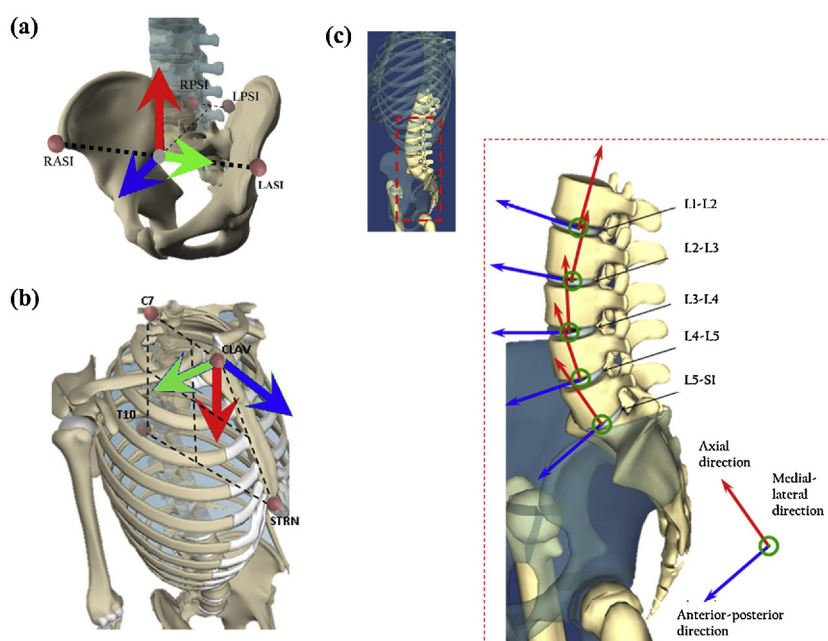 (a)
RPSI
LPSI
RASI
LASI
(b)
C7
CLAV
T10
STRN
(c)
L1-L2
L2-L3
L3-L4
L4-L5
L5-SI
Axial
direction
Medial-
lateral
direction
Anterior-posterior
direction